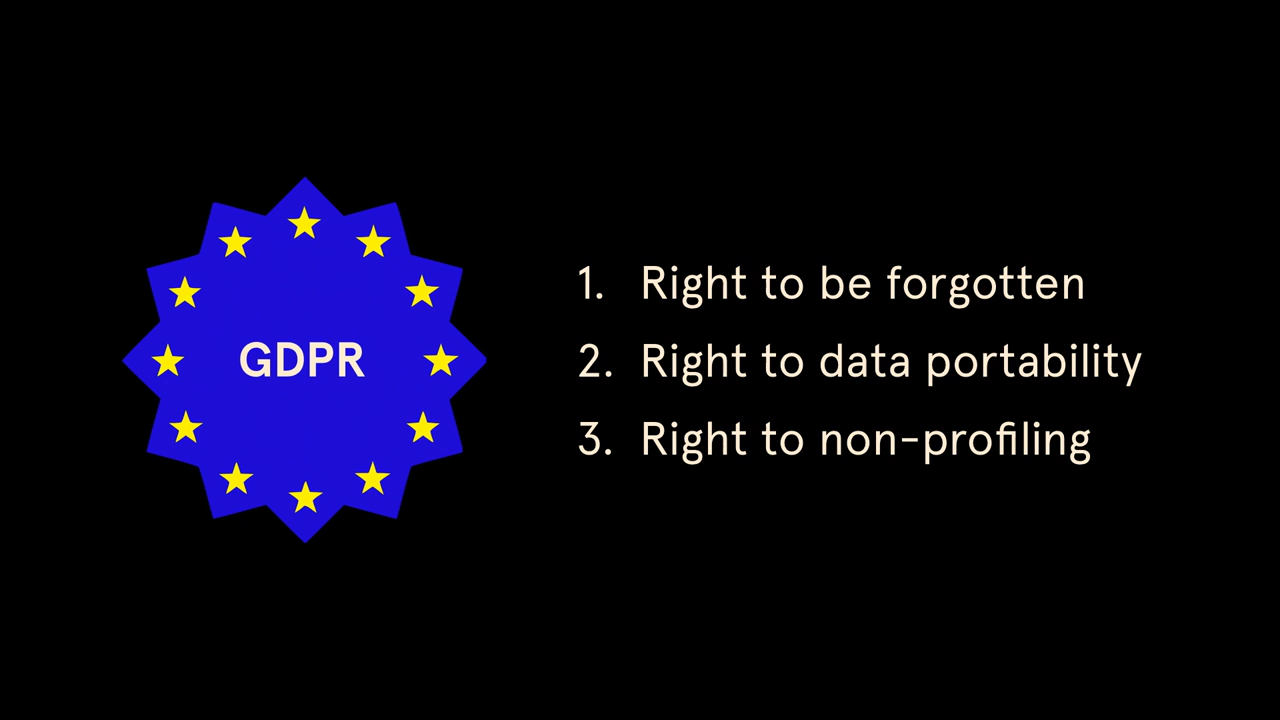 GDPR
1. Right to be forgotten
2. Right to data portability
3. Right to non-profiling